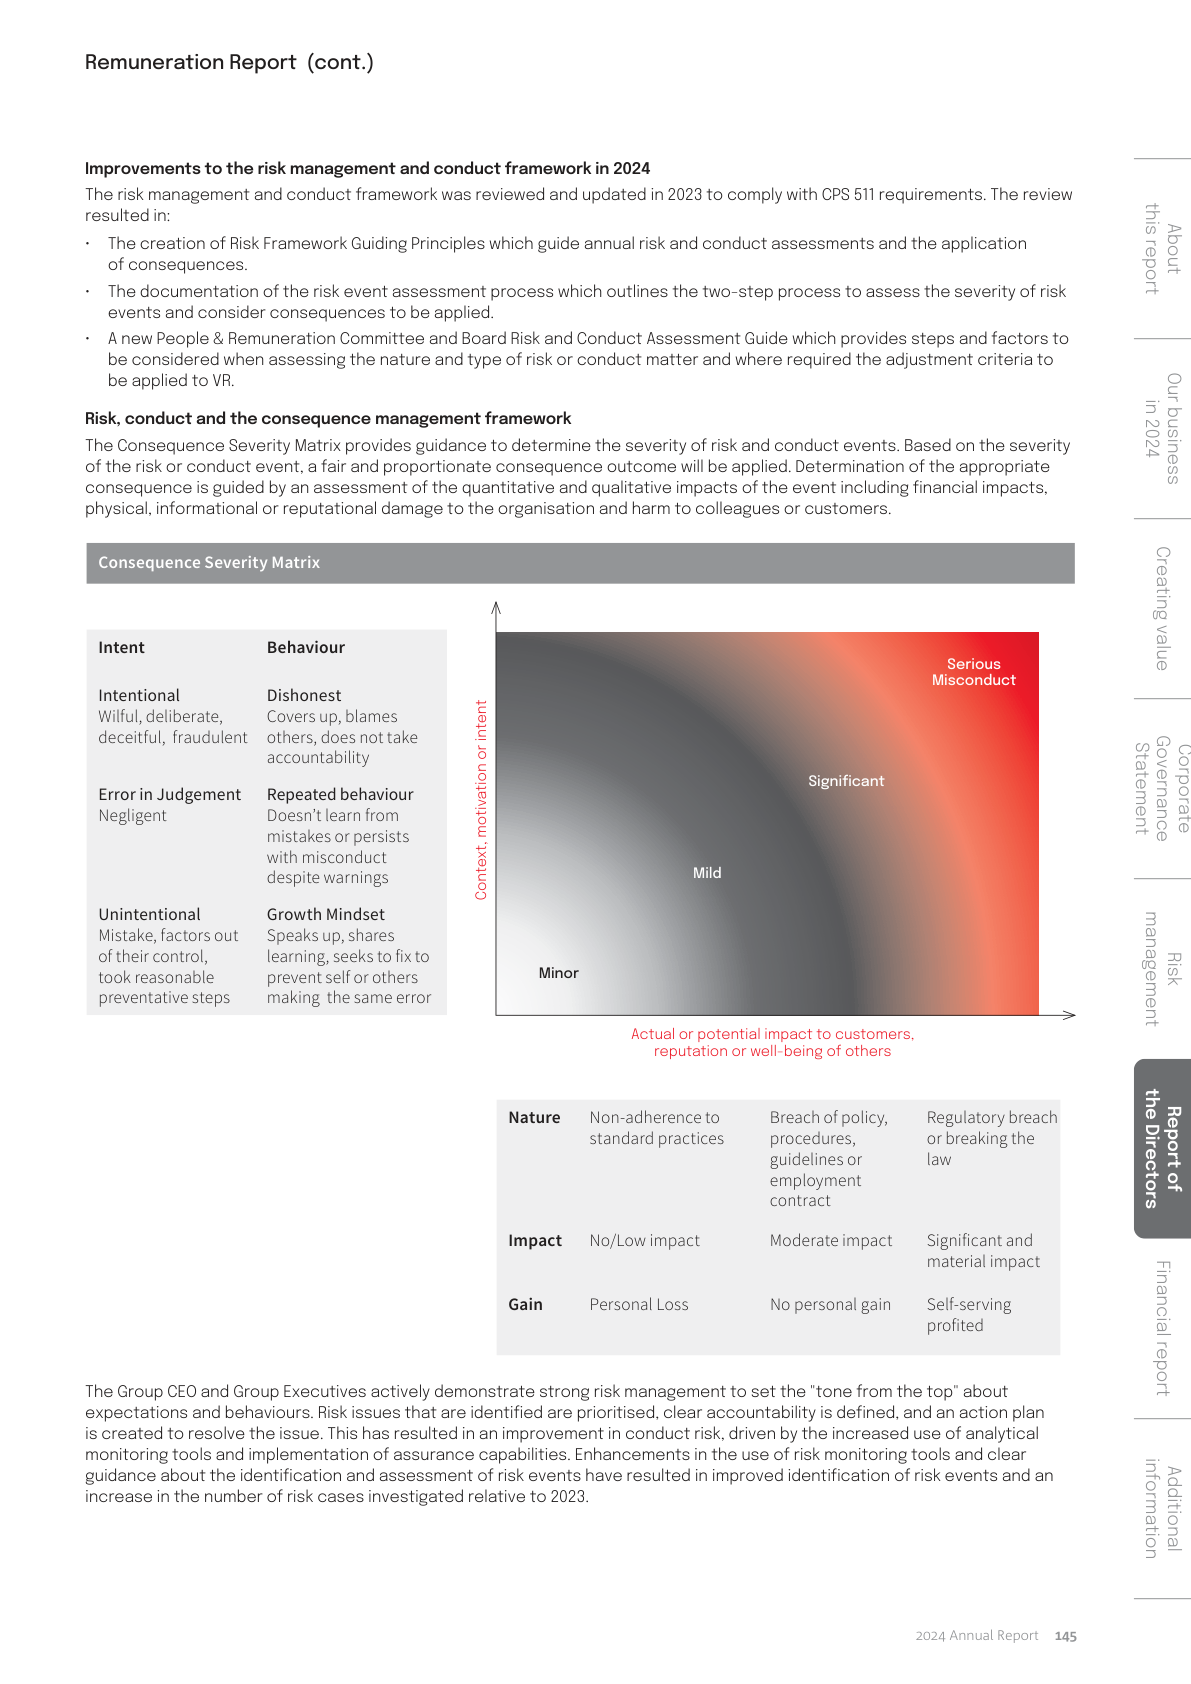 Remuneration Report (cont.)
Improvements to the risk management and conduct framework in 2024
The risk management and conduct framework was reviewed and updated in 2023 to comply with CPS 511 requirements. The review
resulted in:
• The creation of Risk Framework Guiding Principles which guide annual risk and conduct assessments and the application
of consequences.
• The documentation of the risk event assessment process which outlines the two-step process to assess the severity of risk
events and consider consequences to be applied.
• A new People & Remuneration Committee and Board Risk and Conduct Assessment Guide which provides steps and factors to
be considered when assessing the nature and type of risk or conduct matter and where required the adjustment criteria to
be applied to VR.
Risk, conduct and the consequence management framework
The Consequence Severity Matrix provides guidance to determine the severity of risk and conduct events. Based on the severity
of the risk or conduct event, a fair and proportionate consequence outcome will be applied. Determination of the appropriate
consequence is guided by an assessment of the quantitative and qualitative impacts of the event including financial impacts,
physical, informational or reputational damage to the organisation and harm to colleagues or customers.
Consequence Severity Matrix
Intent
Behaviour
Intentional
Wilful, deliberate,
deceitful, fraudulent
Dishonest
Covers up, blames
others, does not take
accountability
Error in Judgement
Negligent
Repeated behaviour
Doesn't learn from
mistakes or persists
with misconduct
despite warnings
Unintentional
Mistake, factors out
of their control,
took reasonable
preventative steps
Growth Mindset
Speaks up, shares
learning, seeks to fix to
prevent self or others
making the same error
Context, motivation or intent
Serious
Misconduct
Significant
Mild
Minor
Actual or potential impact to customers,
reputation or well-being of others
Nature
Non-adherence to
standard practices
Breach of policy,
procedures,
guidelines or
employment
contract
Regulatory breach
or breaking the
law
Impact
No/Low impact
Moderate impact
Significant and
material impact
Gain
Personal Loss
No personal gain
Self-serving
profited
The Group CEO and Group Executives actively demonstrate strong risk management to set the "tone from the top" about
expectations and behaviours. Risk issues that are identified are prioritised, clear accountability is defined, and an action plan
is created to resolve the issue. This has resulted in an improvement in conduct risk, driven by the increased use of analytical
monitoring tools and implementation of assurance capabilities. Enhancements in the use of risk monitoring tools and clear
guidance about the identification and assessment of risk events have resulted in improved identification of risk events and an
increase in the number of risk cases investigated relative to 2023.
About
this report
Our business
in 2024
Creating value
Corporate
Governance
Statement
Risk
management
Report of
the Directors
Financial report
Additional
information
2024 Annual Report 145